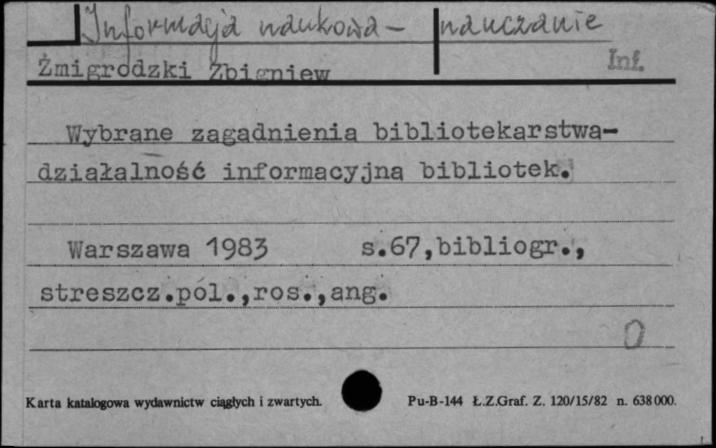 Informacja naukowa - nauczanie
Żmigrodzki Zbigniew Inf.
Wybrane zagadnienia bibliotekarstwa-
działalność informacyjna bibliotek.
Warszawa 1983 s.67,bibliogr.,
streszcz.pol.,ros.,ang.
0
Karta katalogowa wydawnictw ciągłych i zwartych. Pu-B-144 Ł.Z.Graf. Z. 120/15/82 n. 638000.